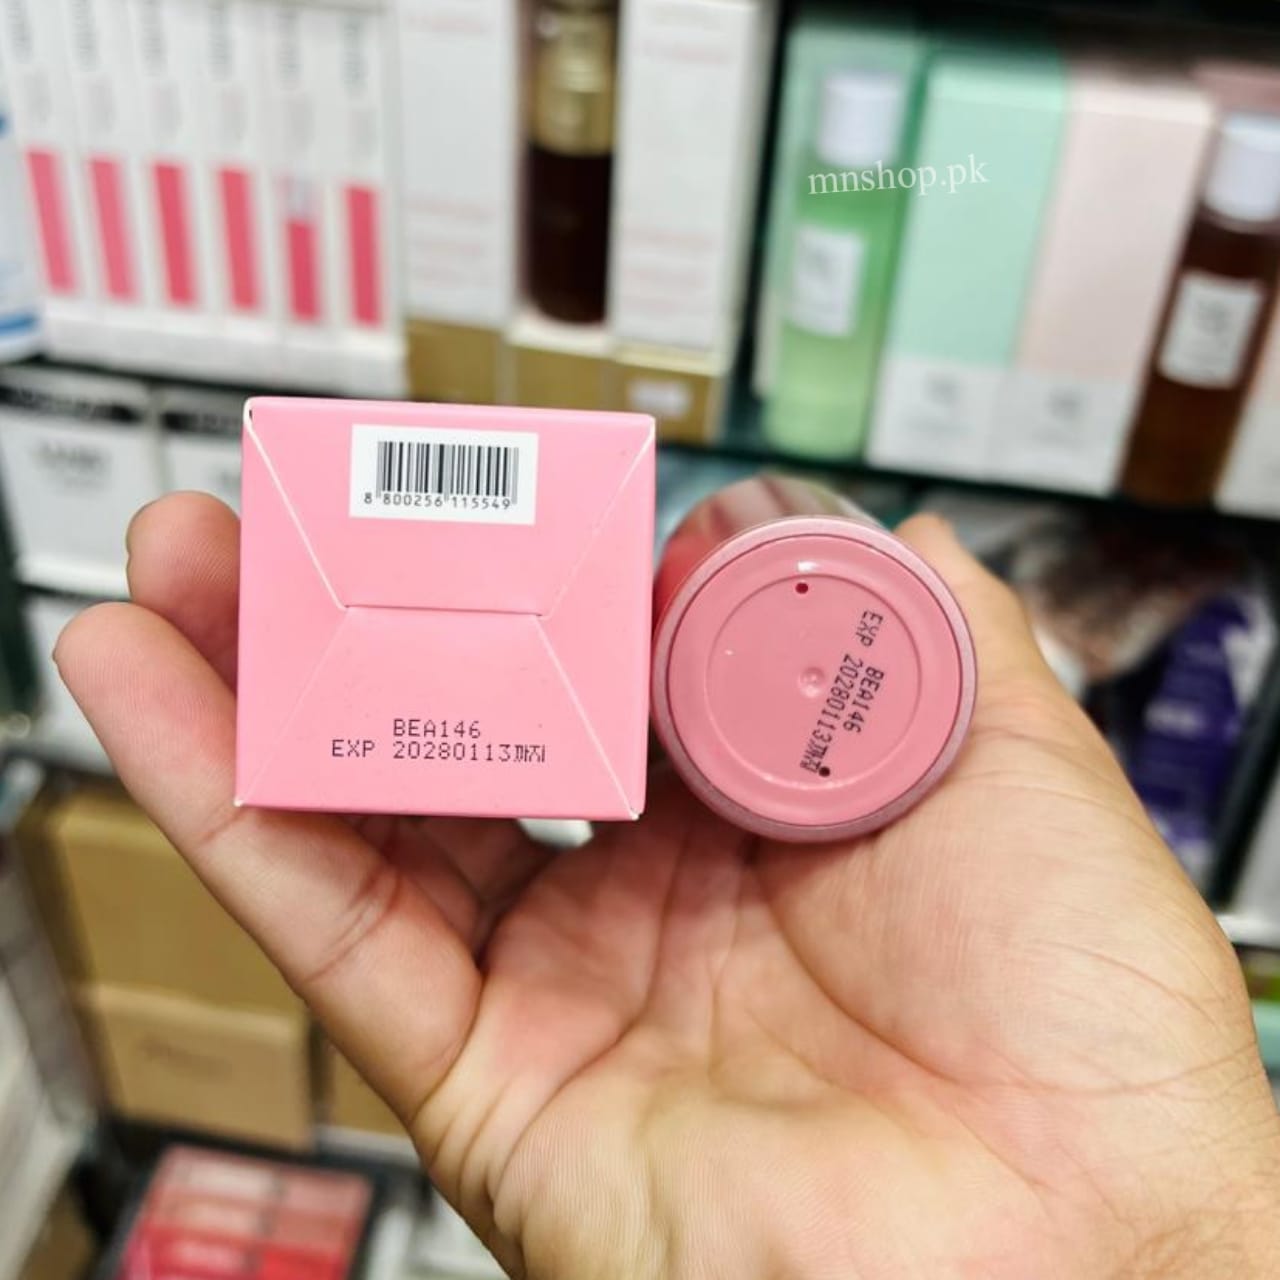 mnshop.pk
8 800256 115549
BEA146
EXP 20280113까지
BEA146
EXP 20280113까지